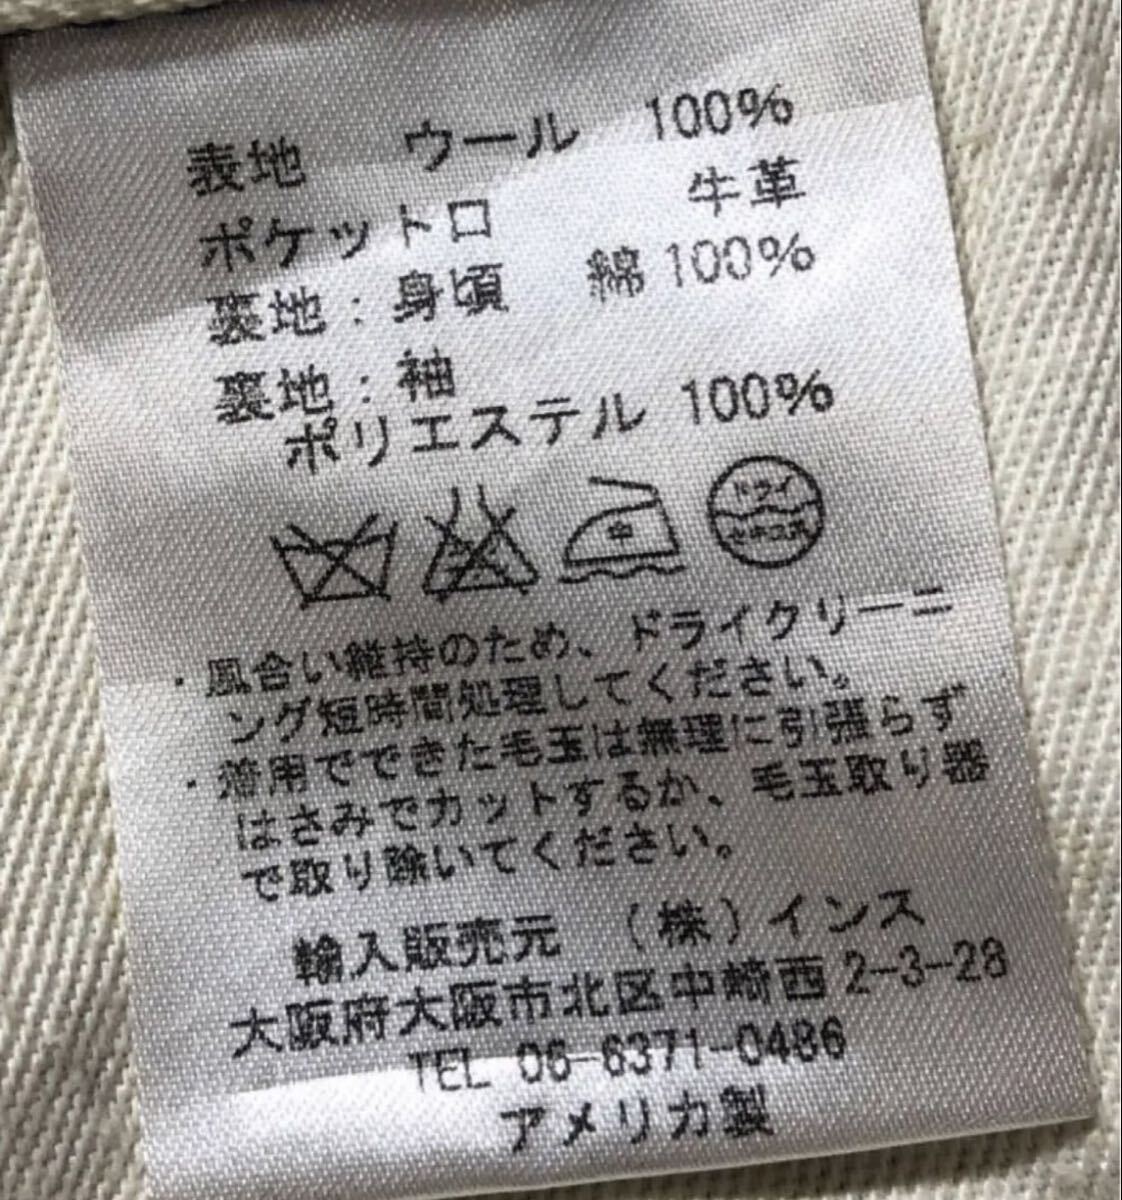 表地 ウール 100%
ポケット口 牛革
裏地：身頃 綿 100%
裏地：袖
ポリエステル 100%
ドライ
セキユ系
・風合い維持のため、ドライクリーニ
ング短時間処理してください。
・着用でできた毛玉は無理に引張らず
はさみでカットするか、毛玉取り器
で取り除いてください。
輸入販売元 （株）インス
大阪府大阪市北区中崎西2-3-28
TEL 06-6371-0486
アメリカ製